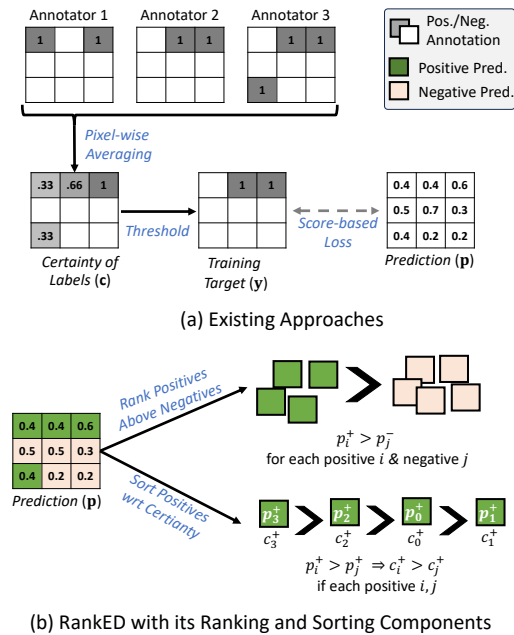 Annotator 1
Annotator 2
Annotator 3
1 1
1 1
1 1
1
Pos./Neg.
Annotation
Positive Pred.
Negative Pred.
Pixel-wise
Averaging
.33 .66 1
.33
Threshold
1 1
Score-based
Loss
0.4 0.4 0.6
0.5 0.7 0.3
0.4 0.2 0.2
Certainty of
Labels (c)
Training
Target (y)
Prediction (p)
(a) Existing Approaches
Rank Positives
Above Negatives
0.4 0.4 0.6
0.5 0.5 0.3
0.4 0.2 0.2
Prediction (p)
Sort Positives
wrt Certianty
p_i^+ > p_j^-
for each positive i & negative j
p_3^+ p_2^+ p_0^+ p_1^+
c_3^+ c_2^+ c_0^+ c_1^+
p_i^+ > p_j^+ ⇒ c_i^+ > c_j^+
if each positive i, j
(b) RankED with its Ranking and Sorting Components